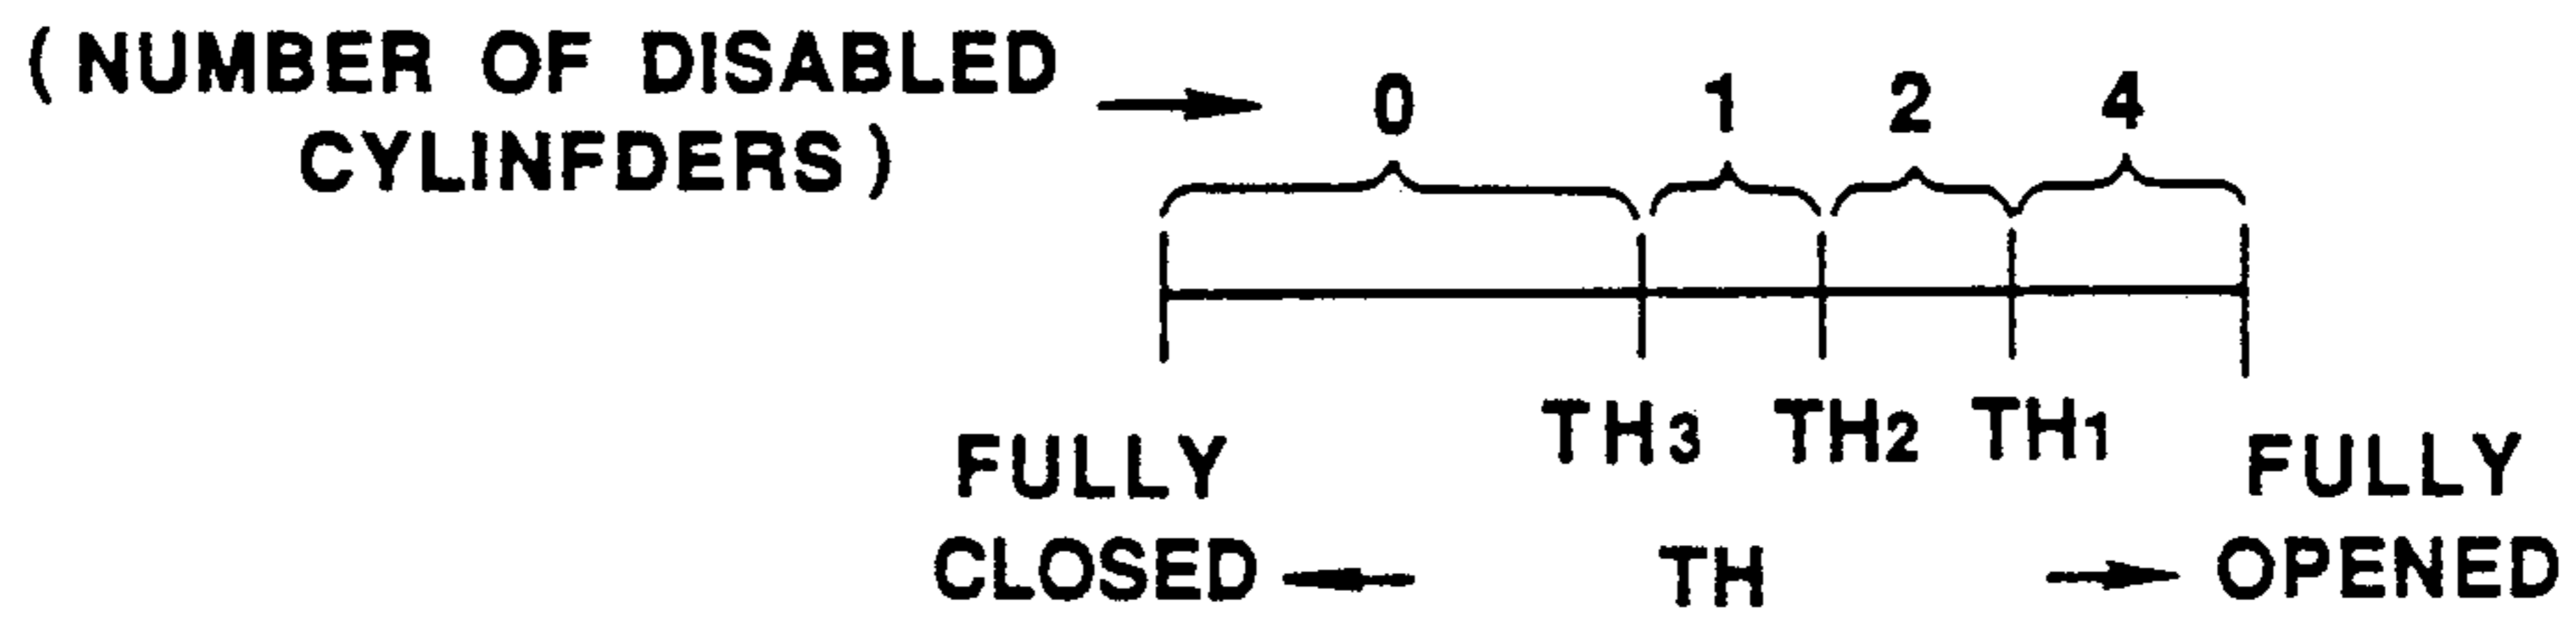 (NUMBER OF DISABLED
CYLINFDERS)
0 1 2 4
TH3 TH2 TH1
FULLY CLOSED
TH
FULLY OPENED